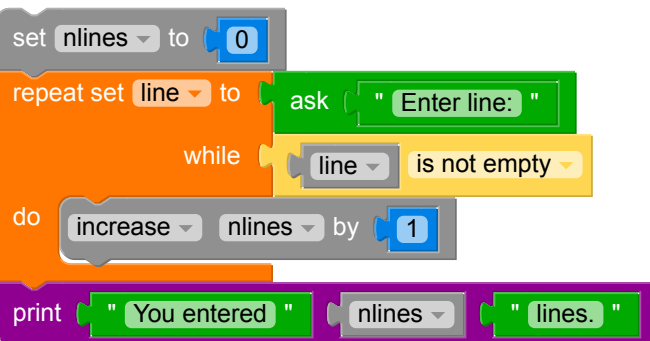 set nlines to 0
repeat set line to ask " Enter line: "
while line is not empty
do increase nlines by 1
print " You entered " nlines " lines. "